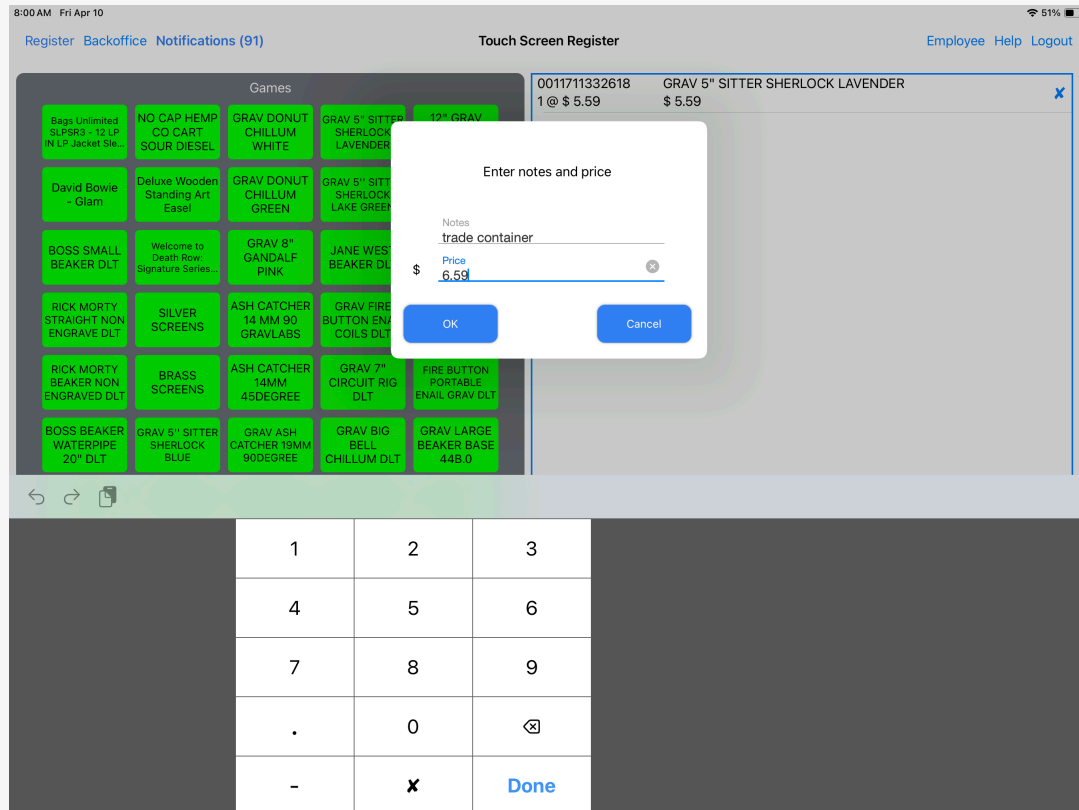 8:00 AM Fri Apr 10
51%
Register Backoffice Notifications (91)
Touch Screen Register
Employee Help Logout
Games
Bags Unlimited
SLPSR3 - 12 LP
IN LP Jacket Sle...
NO CAP HEMP
CO CART
SOUR DIESEL
GRAV DONUT
CHILLUM
WHITE
GRAV 5" SITTER
SHERLOCK
LAVENDER
12" GRAV
David Bowie
- Glam
Deluxe Wooden
Standing Art
Easel
GRAV DONUT
CHILLUM
GREEN
GRAV 5'' SITT
SHERLOCK
LAKE GREEN
BOSS SMALL
BEAKER DLT
Welcome to
Death Row:
Signature Series...
GRAV 8"
GANDALF
PINK
JANE WEST
BEAKER DL
RICK MORTY
STRAIGHT NON
ENGRAVE DLT
SILVER
SCREENS
ASH CATCHER
14 MM 90
GRAVLABS
GRAV FIRE
BUTTON ENA
COILS DLT
RICK MORTY
BEAKER NON
ENGRAVED DLT
BRASS
SCREENS
ASH CATCHER
14MM
45DEGREE
GRAV 7"
CIRCUIT RIG
DLT
FIRE BUTTON
PORTABLE
ENAIL GRAV DLT
BOSS BEAKER
WATERPIPE
20" DLT
GRAV 5'' SITTER
SHERLOCK
BLUE
GRAV ASH
CATCHER 19MM
90DEGREE
GRAV BIG
BELL
CHILLUM DLT
GRAV LARGE
BEAKER BASE
44B.0
0011711332618 GRAV 5" SITTER SHERLOCK LAVENDER
1 @ $ 5.59 $ 5.59
✘
Enter notes and price
Notes
trade container
Price
$ 6.59
OK
Cancel
1 2 3
4 5 6
7 8 9
. 0
- ✘ Done